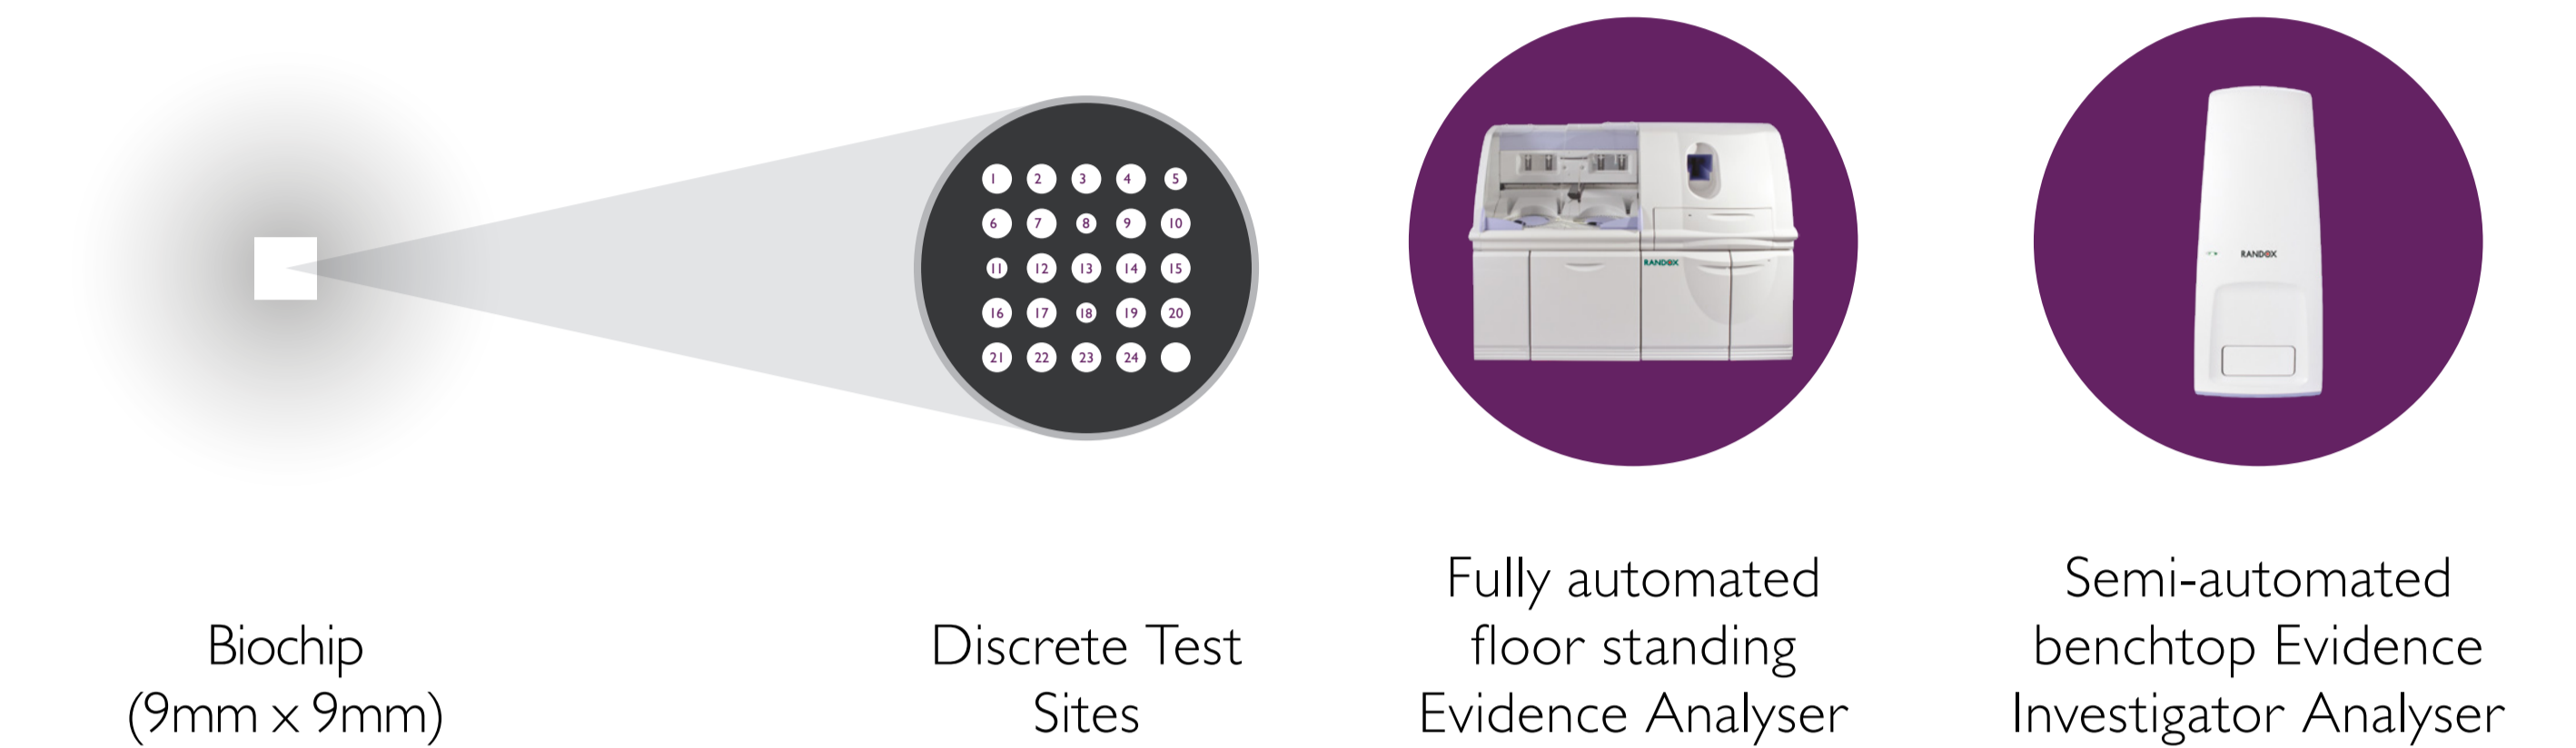 1 2 3 4 5
6 7 8 9 10
11 12 13 14 15
16 17 18 19 20
21 22 23 24
RANDOX
RANDOX
Biochip
(9mm x 9mm)
Discrete Test
Sites
Fully automated
floor standing
Evidence Analyser
Semi-automated
benchtop Evidence
Investigator Analyser